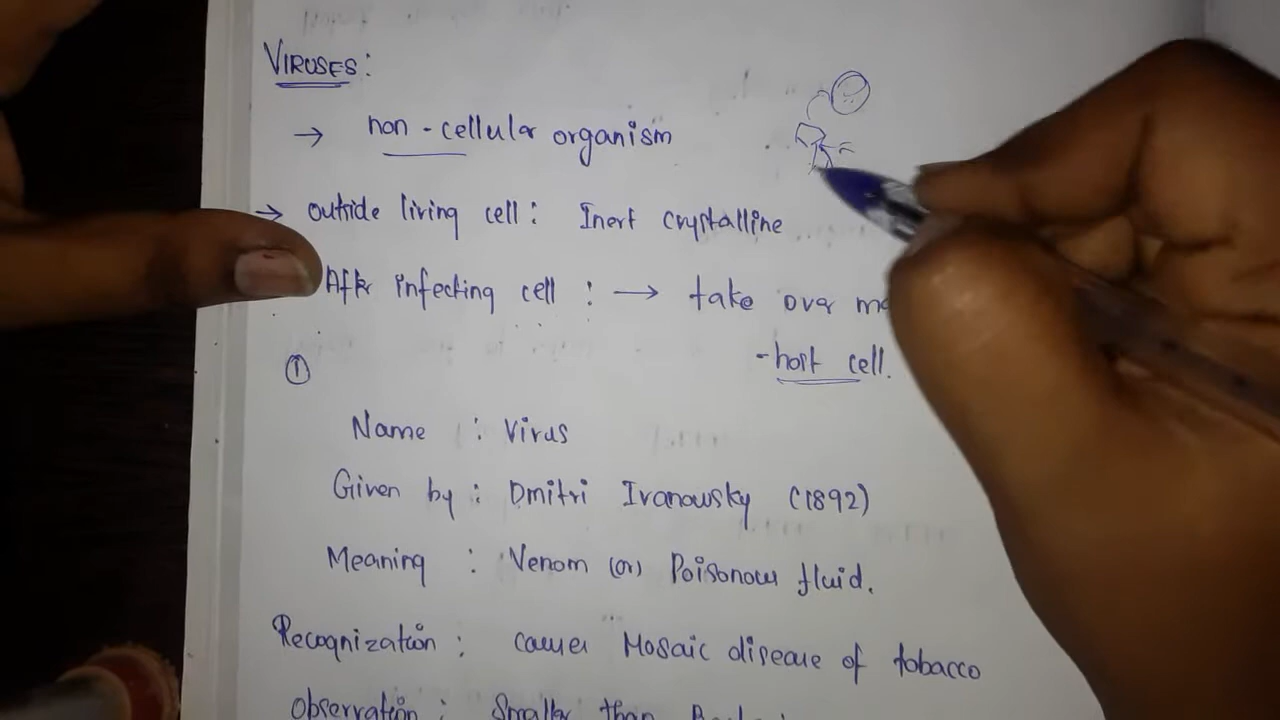 VIRUSES:
→ non-cellular organism
→ outside living cell: Inert crystalline
After infecting cell : → take over
-host cell.
①
Name : Virus
Given by : Dmitri Ivanowsky (1892)
Meaning : Venom (or) Poisonous fluid.
Recognization : causes Mosaic disease of tobacco
observation : Smaller than